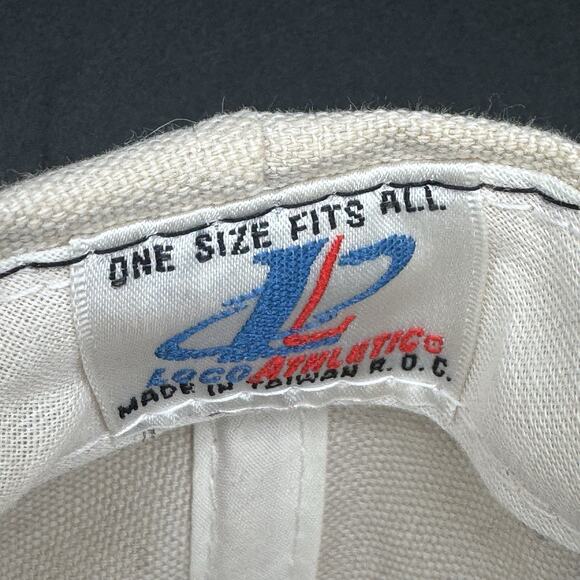 ONE SIZE FITS ALL
LOGO ATHLETIC®
MADE IN TAIWAN R.O.C.